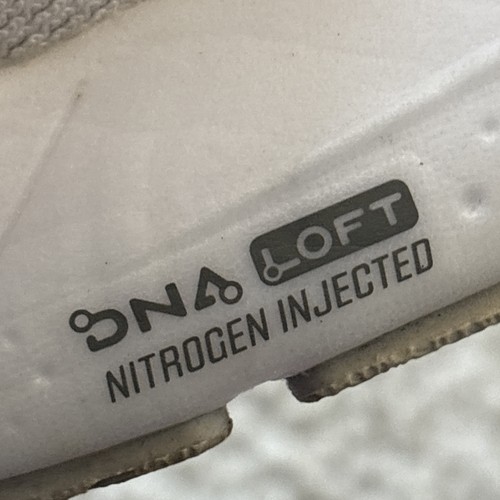 DNA LOFT
NITROGEN INJECTED